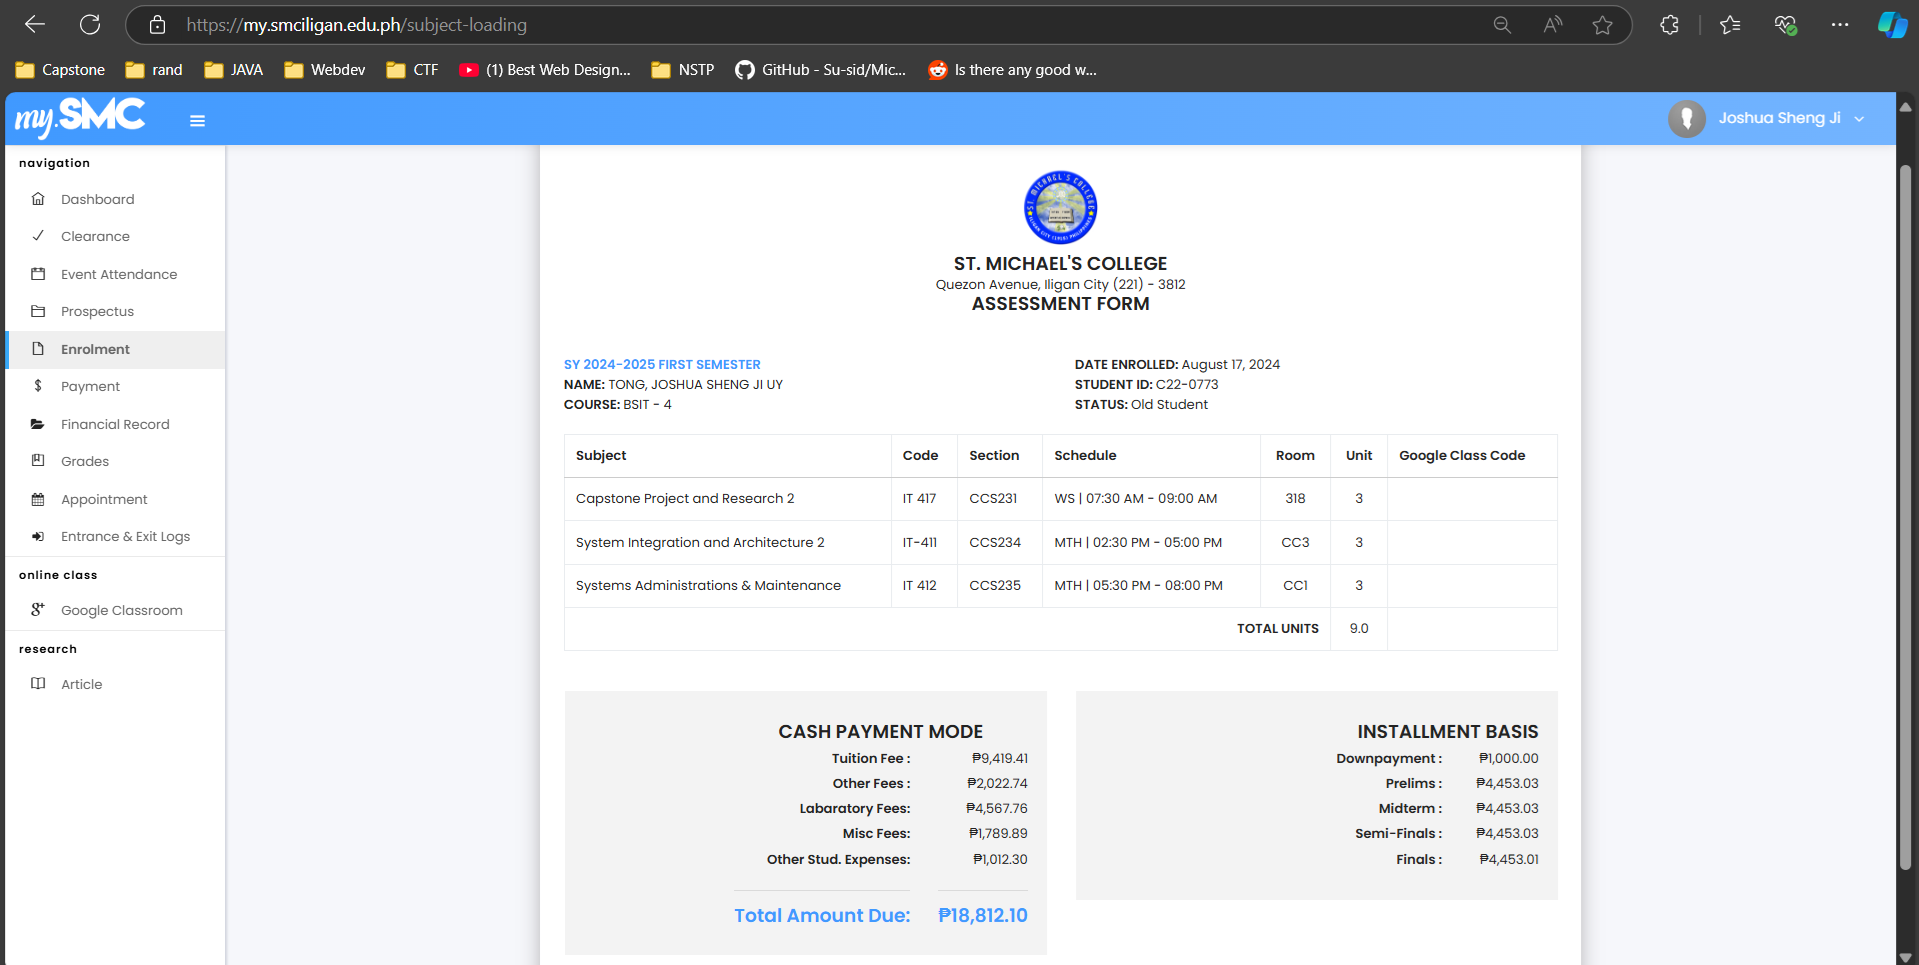 https://my.smciligan.edu.ph/subject-loading
Capstone rand JAVA Webdev CTF (1) Best Web Design... NSTP GitHub - Su-sid/Mic... Is there any good w...
my.SMC
Joshua Sheng Ji
navigation
Dashboard
Clearance
Event Attendance
Prospectus
Enrolment
Payment
Financial Record
Grades
Appointment
Entrance & Exit Logs
online class
Google Classroom
research
Article
ST. MICHAEL'S COLLEGE
Quezon Avenue, Iligan City (221) - 3812
ASSESSMENT FORM
SY 2024-2025 FIRST SEMESTER
NAME: TONG, JOSHUA SHENG JI UY
COURSE: BSIT - 4
DATE ENROLLED: August 17, 2024
STUDENT ID: C22-0773
STATUS: Old Student
Subject Code Section Schedule Room Unit Google Class Code
Capstone Project and Research 2 IT 417 CCS231 WS | 07:30 AM - 09:00 AM 318 3
System Integration and Architecture 2 IT-411 CCS234 MTH | 02:30 PM - 05:00 PM CC3 3
Systems Administrations & Maintenance IT 412 CCS235 MTH | 05:30 PM - 08:00 PM CC1 3
TOTAL UNITS 9.0
CASH PAYMENT MODE
Tuition Fee : ₱9,419.41
Other Fees : ₱2,022.74
Labaratory Fees: ₱4,567.76
Misc Fees: ₱1,789.89
Other Stud. Expenses: ₱1,012.30
Total Amount Due: ₱18,812.10
INSTALLMENT BASIS
Downpayment : ₱1,000.00
Prelims : ₱4,453.03
Midterm : ₱4,453.03
Semi-Finals : ₱4,453.03
Finals : ₱4,453.01